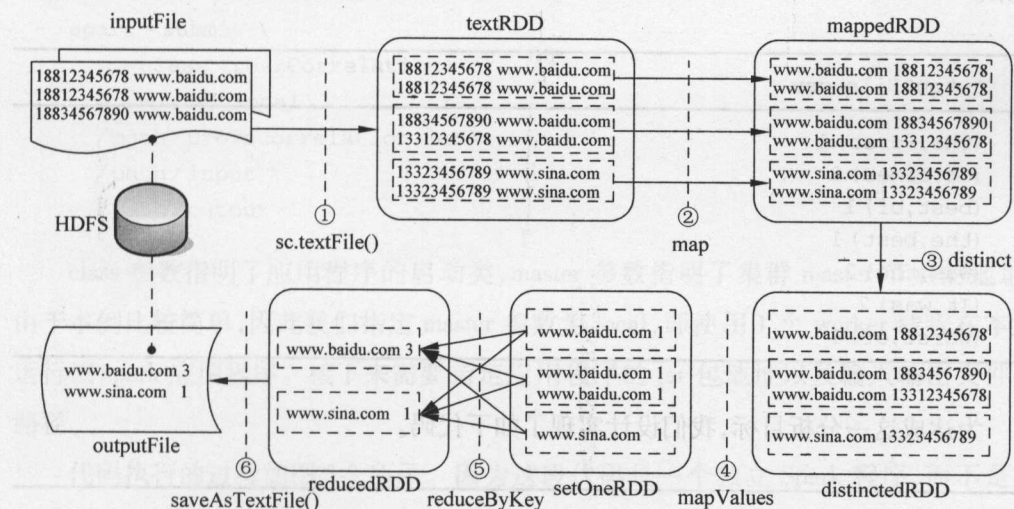 inputFile
18812345678 www.baidu.com
18812345678 www.baidu.com
18834567890 www.baidu.com
HDFS
①
sc.textFile()
textRDD
18812345678 www.baidu.com
18812345678 www.baidu.com
18834567890 www.baidu.com
13312345678 www.baidu.com
13323456789 www.sina.com
13323456789 www.sina.com
②
map
mappedRDD
www.baidu.com 18812345678
www.baidu.com 18812345678
www.baidu.com 18834567890
www.baidu.com 13312345678
www.sina.com 13323456789
www.sina.com 13323456789
③ distinct
www.baidu.com 18812345678
www.baidu.com 18834567890
www.baidu.com 13312345678
www.sina.com 13323456789
distinctedRDD
④
mapValues
www.baidu.com 1
www.baidu.com 1
www.baidu.com 1
www.sina.com 1
setOneRDD
⑤
reduceByKey
www.baidu.com 3
www.sina.com 1
reducedRDD
⑥
saveAsTextFile()
www.baidu.com 3
www.sina.com 1
outputFile